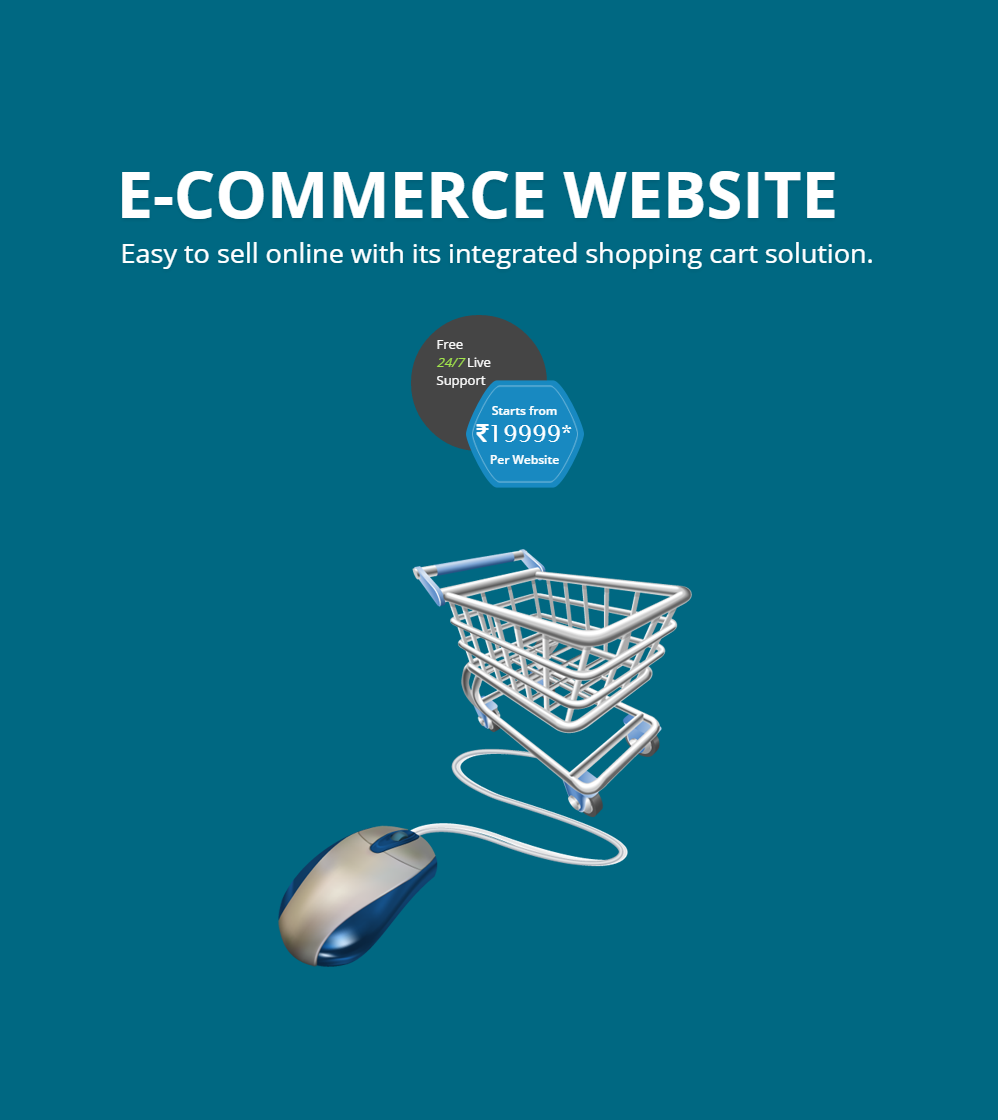 E-COMMERCE WEBSITE
Easy to sell online with its integrated shopping cart solution.
Free
24/7 Live
Support
Starts from
₹19999*
Per Website